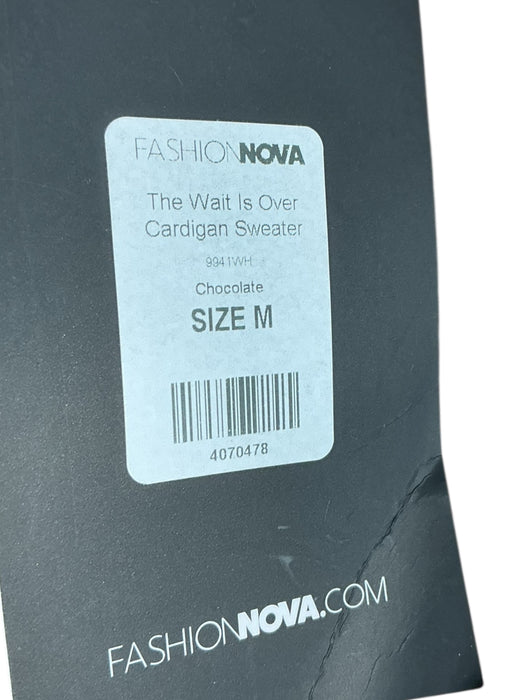 FASHIONNOVA
The Wait Is Over
Cardigan Sweater
9941WH
Chocolate
SIZE M
4070478
FASHIONNOVA.COM